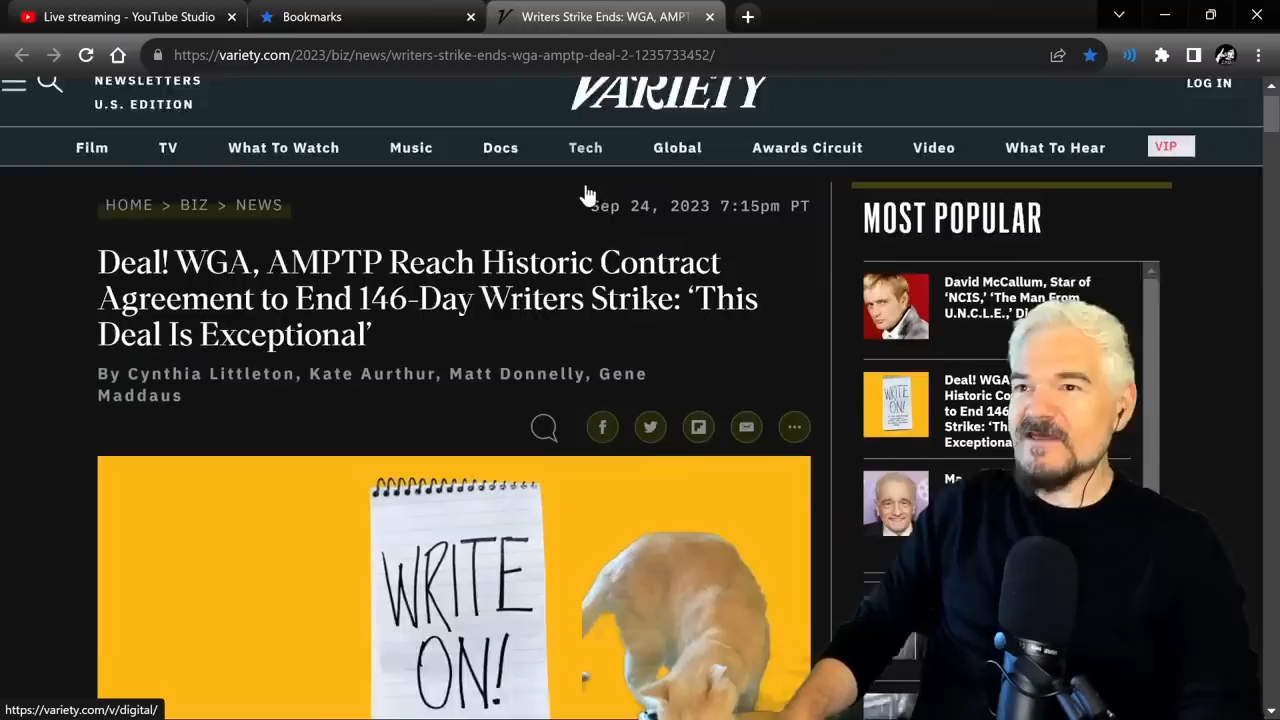 Live streaming - YouTube Studio
Bookmarks
Writers Strike Ends: WGA, AMPT
https://variety.com/2023/biz/news/writers-strike-ends-wga-amptp-deal-2-1235733452/
NEWSLETTERS
U.S. EDITION
VARIETY
LOG IN
Film TV What To Watch Music Docs Tech Global Awards Circuit Video What To Hear VIP
HOME > BIZ > NEWS
Sep 24, 2023 7:15pm PT
Deal! WGA, AMPTP Reach Historic Contract
Agreement to End 146-Day Writers Strike: ‘This
Deal Is Exceptional’
By Cynthia Littleton, Kate Aurthur, Matt Donnelly, Gene
Maddaus
WRITE
ON!
MOST POPULAR
David McCallum, Star of
‘NCIS,’ ‘The Man From
U.N.C.L.E.,’ Di
Deal! WGA
Historic Co
to End 146
Strike: ‘Th
Exceptiona
WRITE
ON!
Ma
https://variety.com/v/digital/